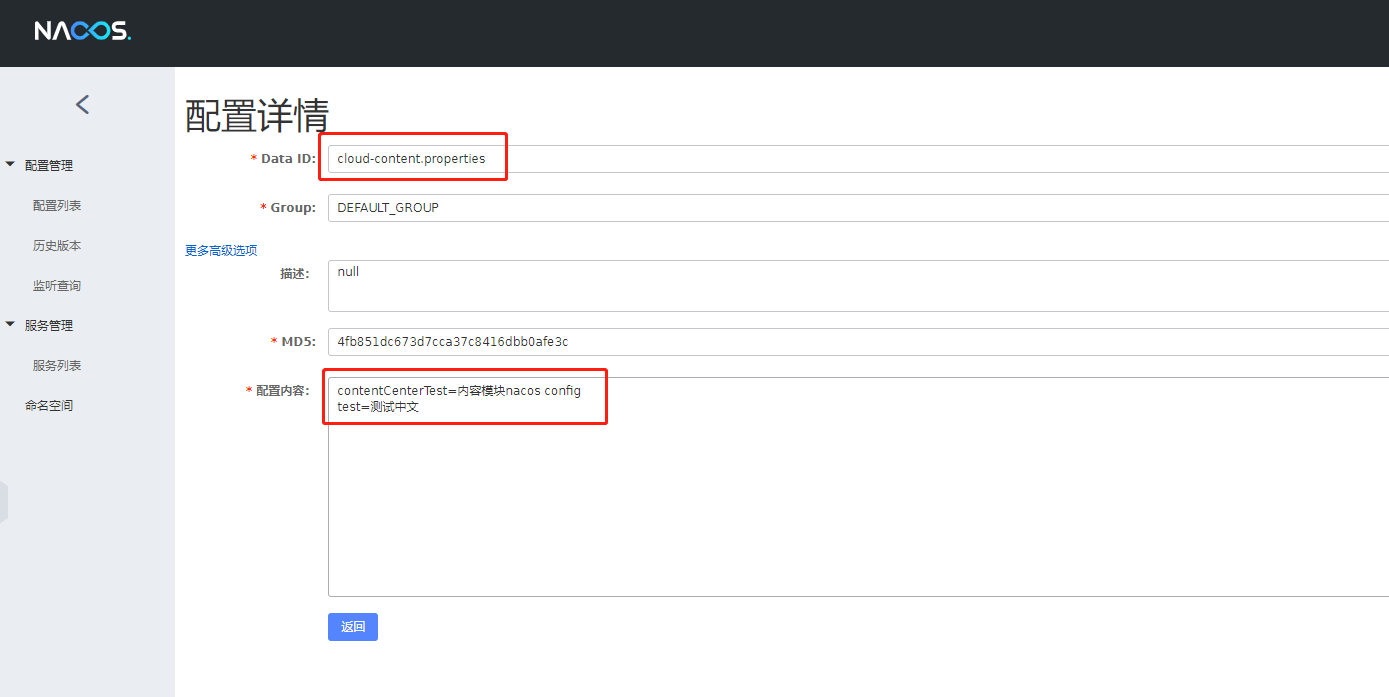 NACOS.
配置管理
配置列表
历史版本
监听查询
服务管理
服务列表
命名空间
配置详情
* Data ID: cloud-content.properties
* Group: DEFAULT_GROUP
更多高级选项
描述: null
* MD5: 4fb851dc673d7cca37c8416dbb0afe3c
* 配置内容: contentCenterTest=内容模块nacos config
test=测试中文
返回